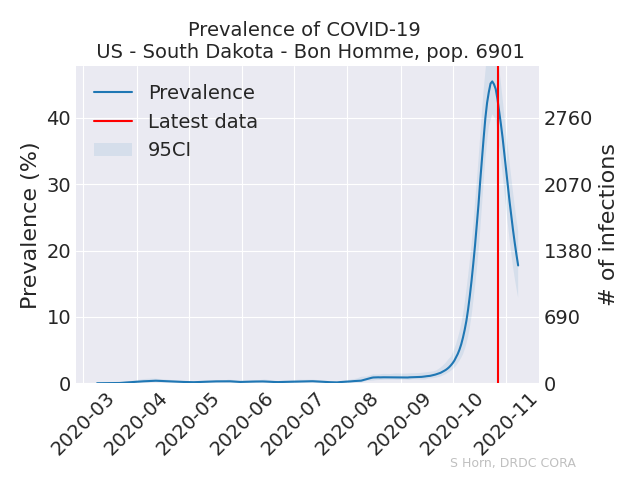 Prevalence of COVID-19
US - South Dakota - Bon Homme, pop. 6901
Prevalence
Latest data
95CI
Prevalence (%)
40
30
20
10
0
2760
2070
1380
690
0
# of infections
2020-03
2020-04
2020-05
2020-06
2020-07
2020-08
2020-09
2020-10
2020-11
S Horn, DRDC CORA